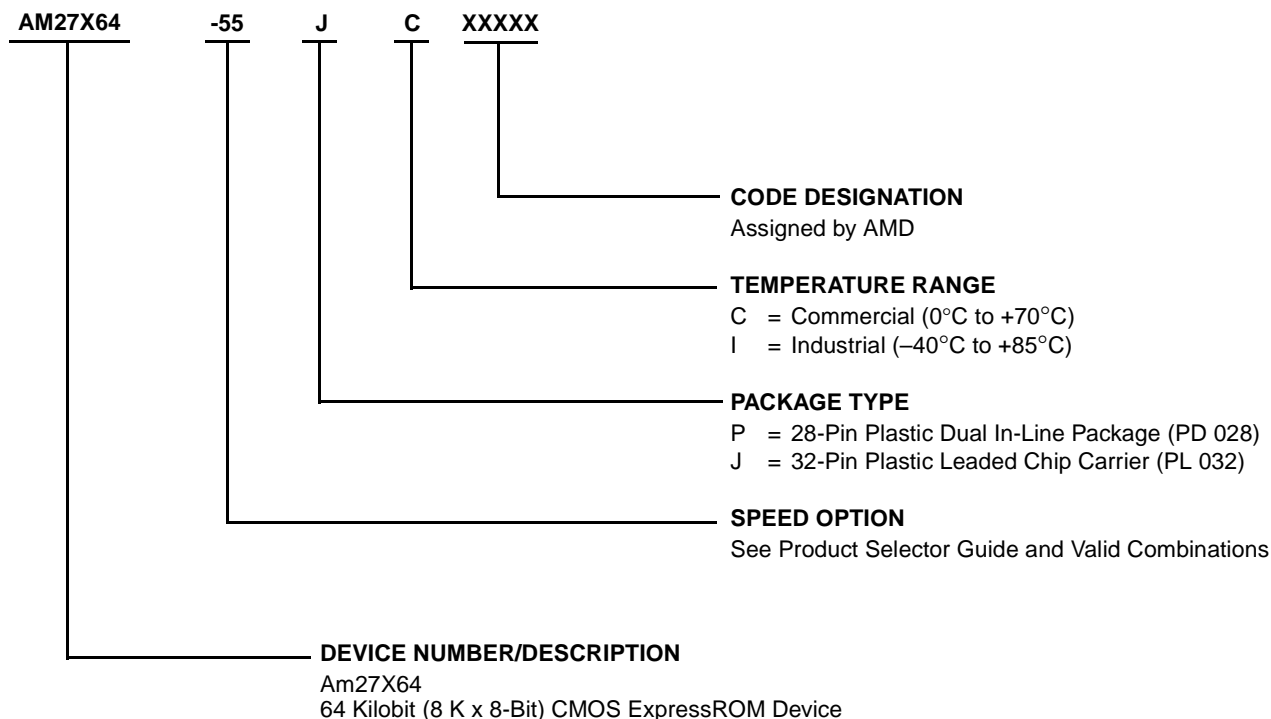 AM27X64 -55 J C XXXXX
CODE DESIGNATION
Assigned by AMD
TEMPERATURE RANGE
C = Commercial (0°C to +70°C)
I = Industrial (–40°C to +85°C)
PACKAGE TYPE
P = 28-Pin Plastic Dual In-Line Package (PD 028)
J = 32-Pin Plastic Leaded Chip Carrier (PL 032)
SPEED OPTION
See Product Selector Guide and Valid Combinations
DEVICE NUMBER/DESCRIPTION
Am27X64
64 Kilobit (8 K x 8-Bit) CMOS ExpressROM Device